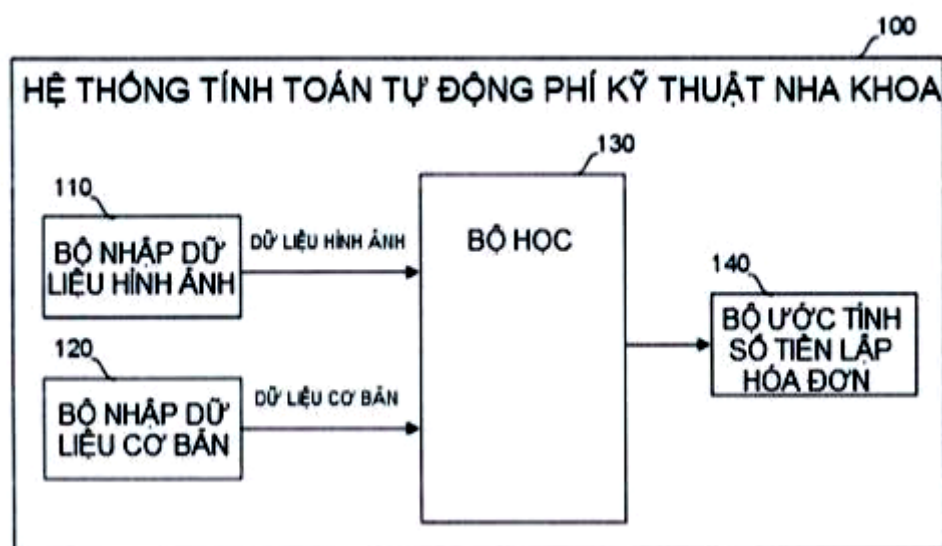 100
HỆ THỐNG TÍNH TOÁN TỰ ĐỘNG PHÍ KỸ THUẬT NHA KHOA
130
110
BỘ NHẬP DỮ
LIỆU HÌNH ẢNH
DỮ LIỆU HÌNH ẢNH
BỘ HỌC
140
BỘ ƯỚC TÍNH
SỐ TIỀN LẬP
HÓA ĐƠN
120
BỘ NHẬP DỮ
LIỆU CƠ BẢN
DỮ LIỆU CƠ BẢN